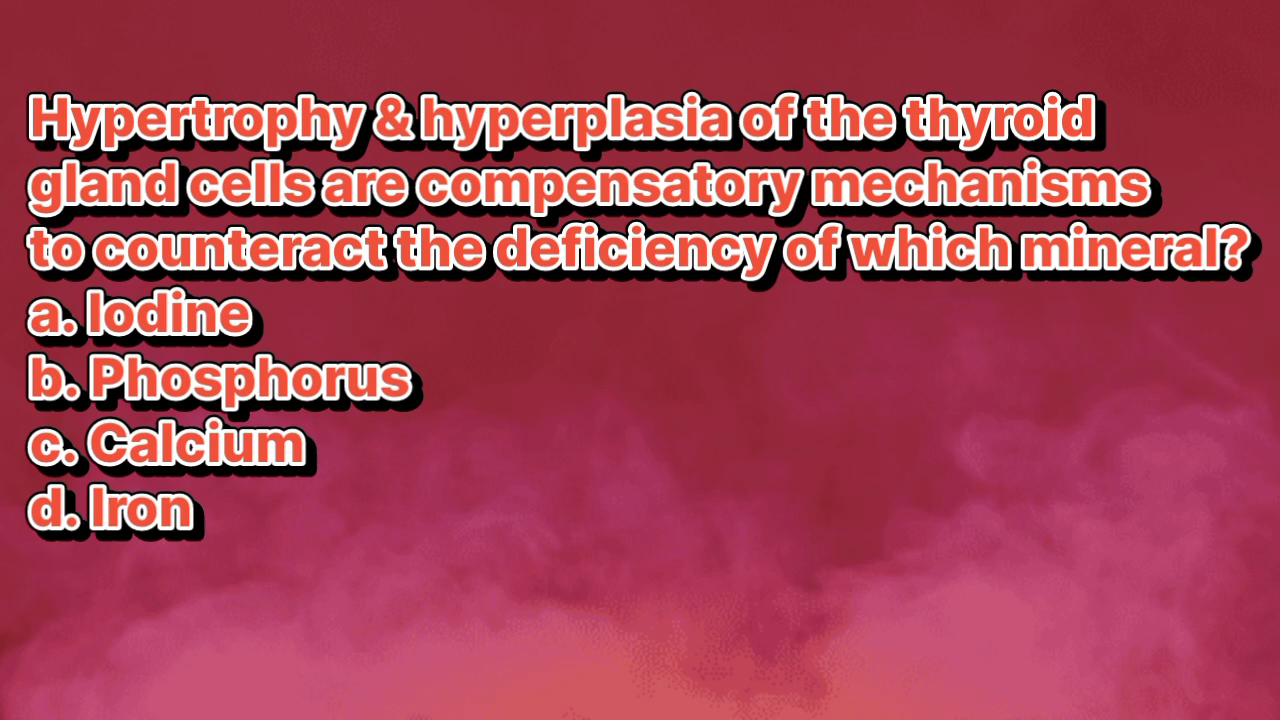 Hypertrophy & hyperplasia of the thyroid
gland cells are compensatory mechanisms
to counteract the deficiency of which mineral?
a. Iodine
b. Phosphorus
c. Calcium
d. Iron